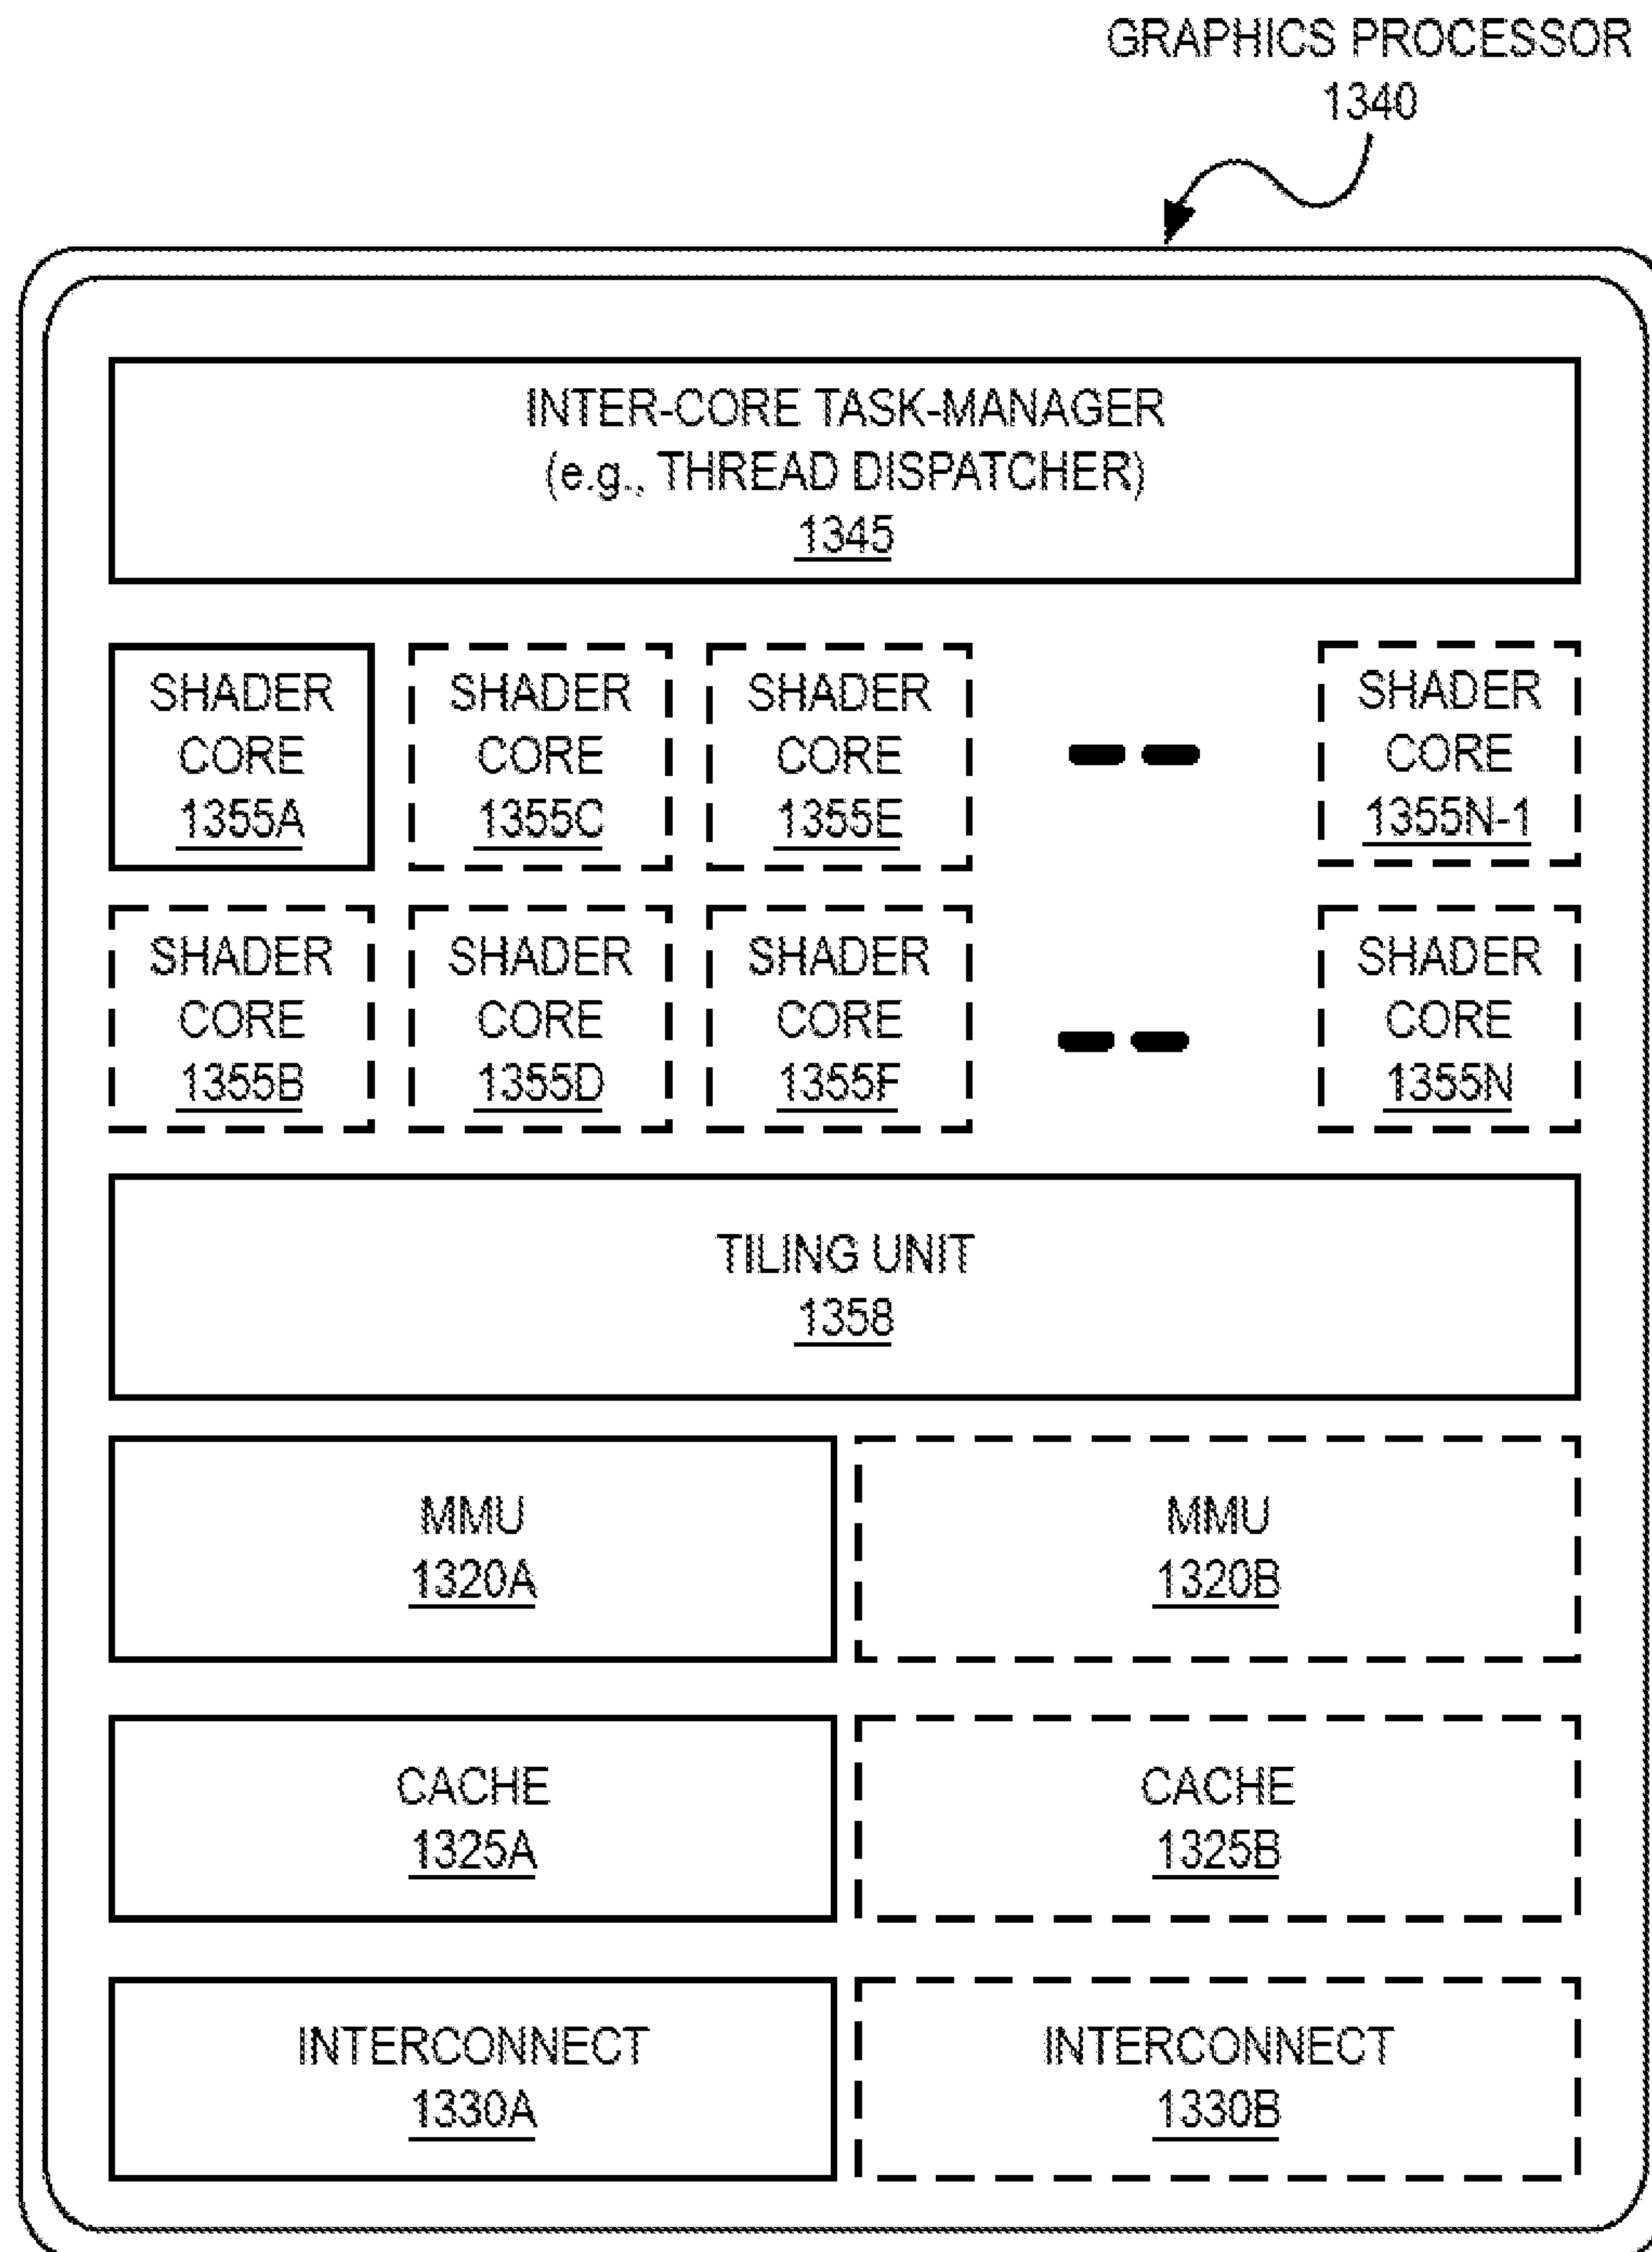 GRAPHICS PROCESSOR
1340
INTER-CORE TASK-MANAGER
(e.g., THREAD DISPATCHER)
1345
SHADER
CORE
1355A
SHADER
CORE
1355C
SHADER
CORE
1355E
SHADER
CORE
1355N-1
SHADER
CORE
1355B
SHADER
CORE
1355D
SHADER
CORE
1355F
SHADER
CORE
1355N
TILING UNIT
1358
MMU
1320A
MMU
1320B
CACHE
1325A
CACHE
1325B
INTERCONNECT
1330A
INTERCONNECT
1330B